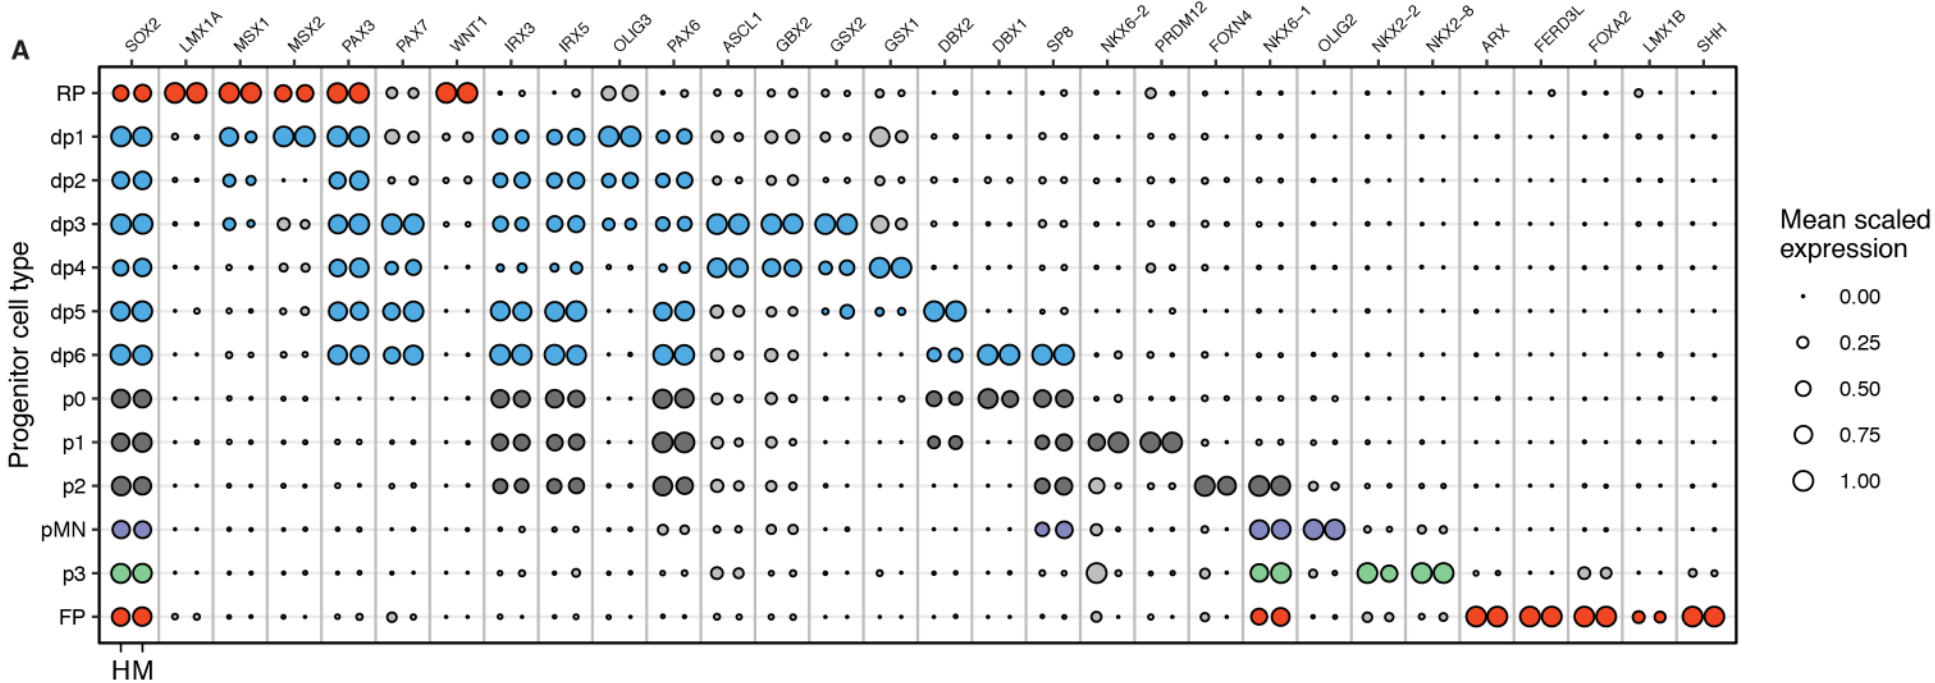 A
SOX2 LMX1A MSX1 MSX2 PAX3 PAX7 WNT1 IRX3 IRX5 OLIG3 PAX6 ASCL1 GBX2 GSX2 GSX1 DBX2 DBX1 SP8 NKX6−2 PRDM12 FOXN4 NKX6−1 OLIG2 NKX2−2 NKX2−8 ARX FERD3L FOXA2 LMX1B SHH
Progenitor cell type
RP
dp1
dp2
dp3
dp4
dp5
dp6
p0
p1
p2
pMN
p3
FP
HM
Mean scaled
expression
0.00
0.25
0.50
0.75
1.00